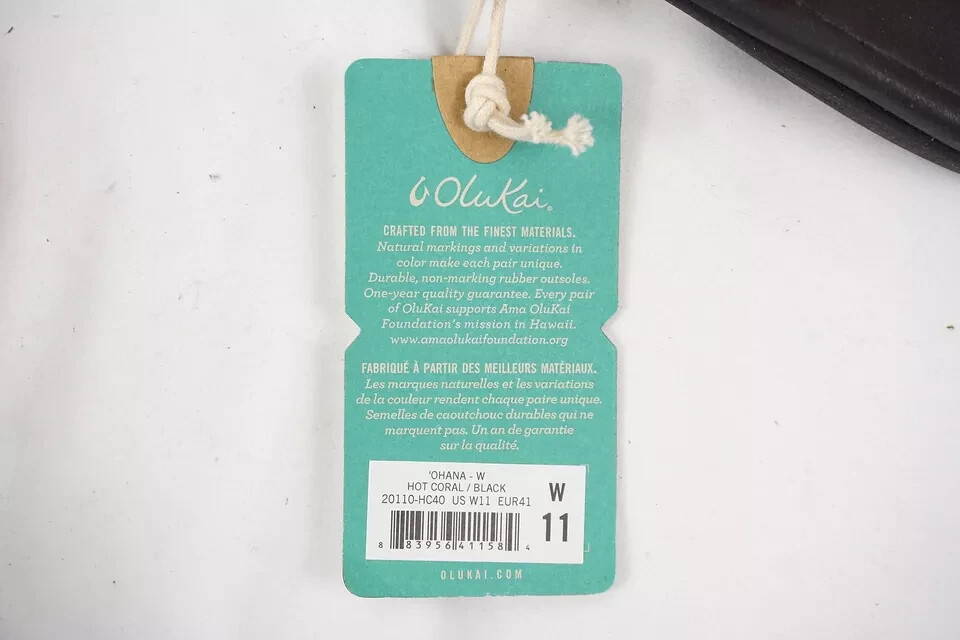 OluKai®
CRAFTED FROM THE FINEST MATERIALS.
Natural markings and variations in
color make each pair unique.
Durable, non-marking rubber outsoles.
One-year quality guarantee. Every pair
of OluKai supports Ama OluKai
Foundation's mission in Hawaii.
www.amaolukaifoundation.org
FABRIQUÉ À PARTIR DES MEILLEURS MATÉRIAUX.
Les marques naturelles et les variations
de la couleur rendent chaque paire unique.
Semelles de caoutchouc durables qui ne
marquent pas. Un an de garantie
sur la qualité.
'OHANA - W
HOT CORAL / BLACK
20110-HC40 US W11 EUR41
8 83956 41158 4
W
11
OLUKAI.COM